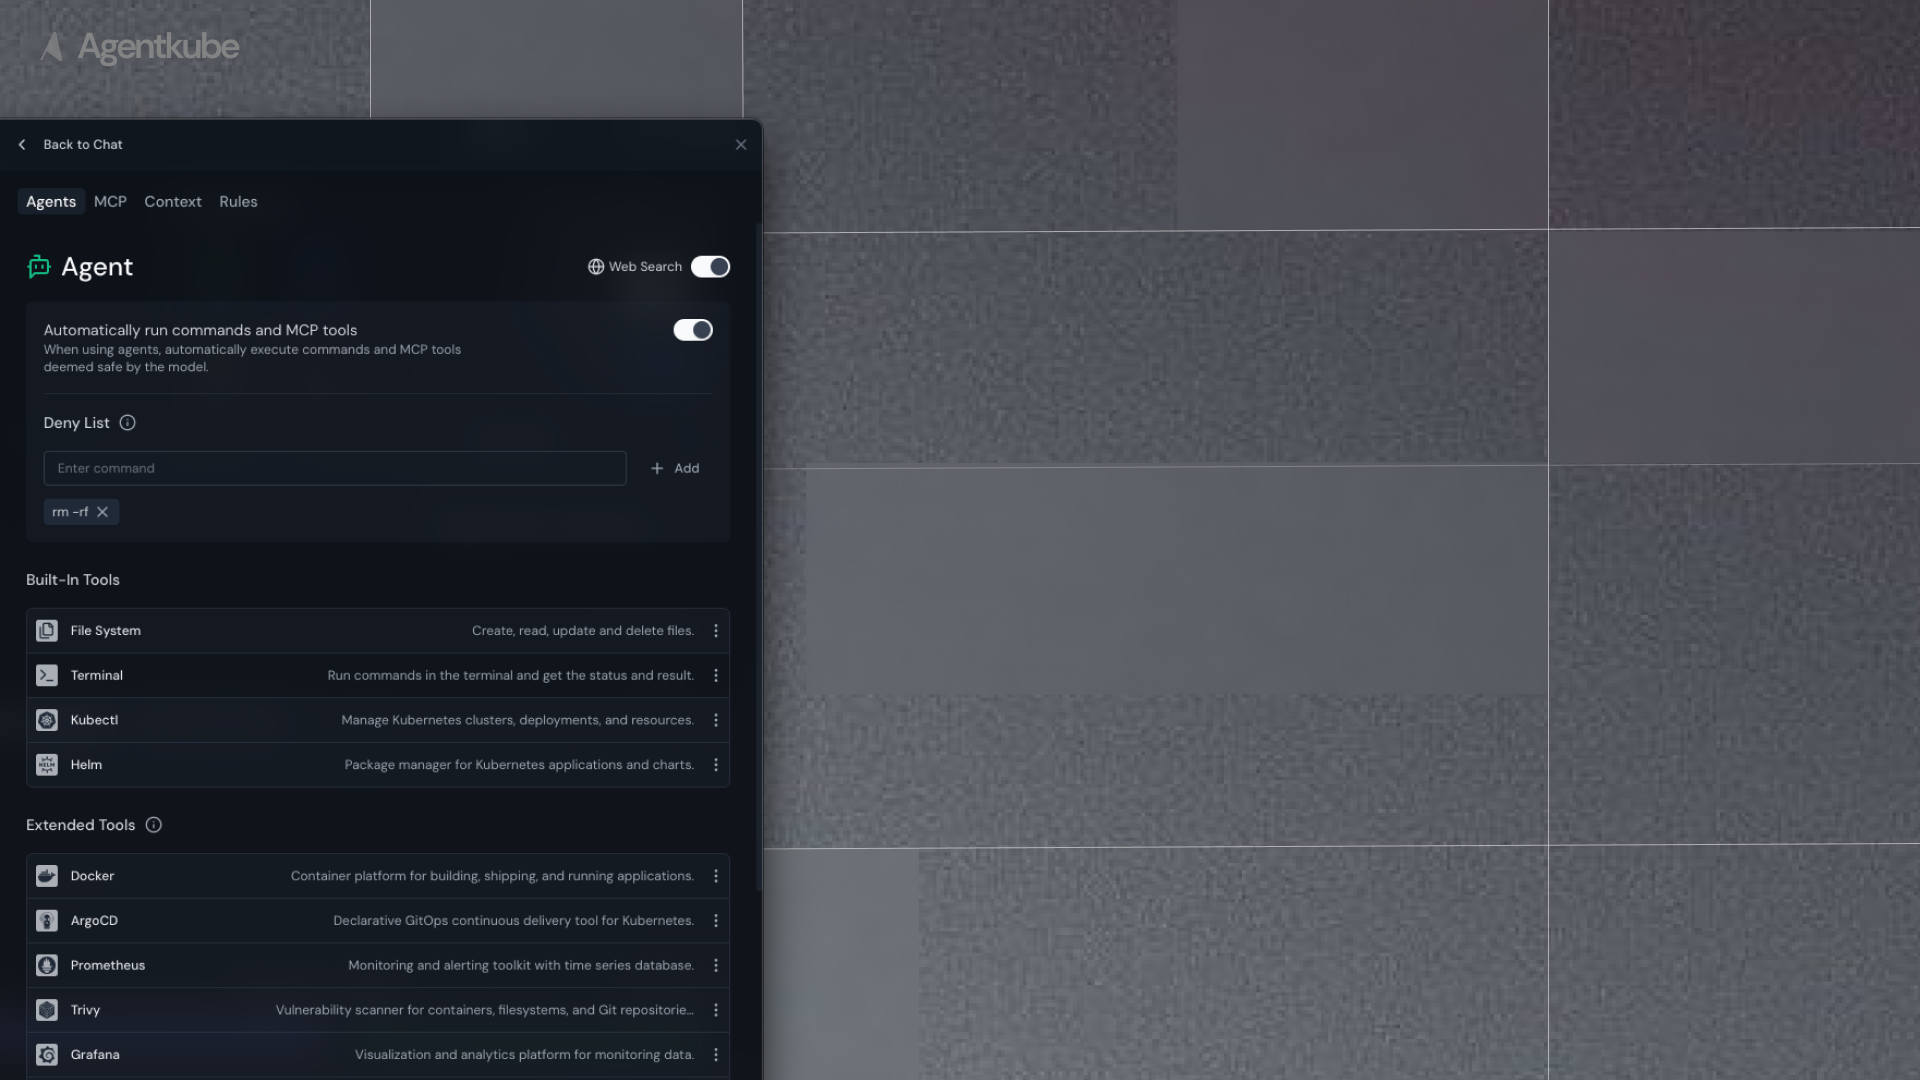 Agentkube
Back to Chat
Agents MCP Context Rules
Agent
Web Search
Automatically run commands and MCP tools
When using agents, automatically execute commands and MCP tools
deemed safe by the model.
Deny List
Enter command
Add
rm -rf
Built-In Tools
File System Create, read, update and delete files.
Terminal Run commands in the terminal and get the status and result.
Kubectl Manage Kubernetes clusters, deployments, and resources.
Helm Package manager for Kubernetes applications and charts.
Extended Tools
Docker Container platform for building, shipping, and running applications.
ArgoCD Declarative GitOps continuous delivery tool for Kubernetes.
Prometheus Monitoring and alerting toolkit with time series database.
Trivy Vulnerability scanner for containers, filesystems, and Git repositorie...
Grafana Visualization and analytics platform for monitoring data.